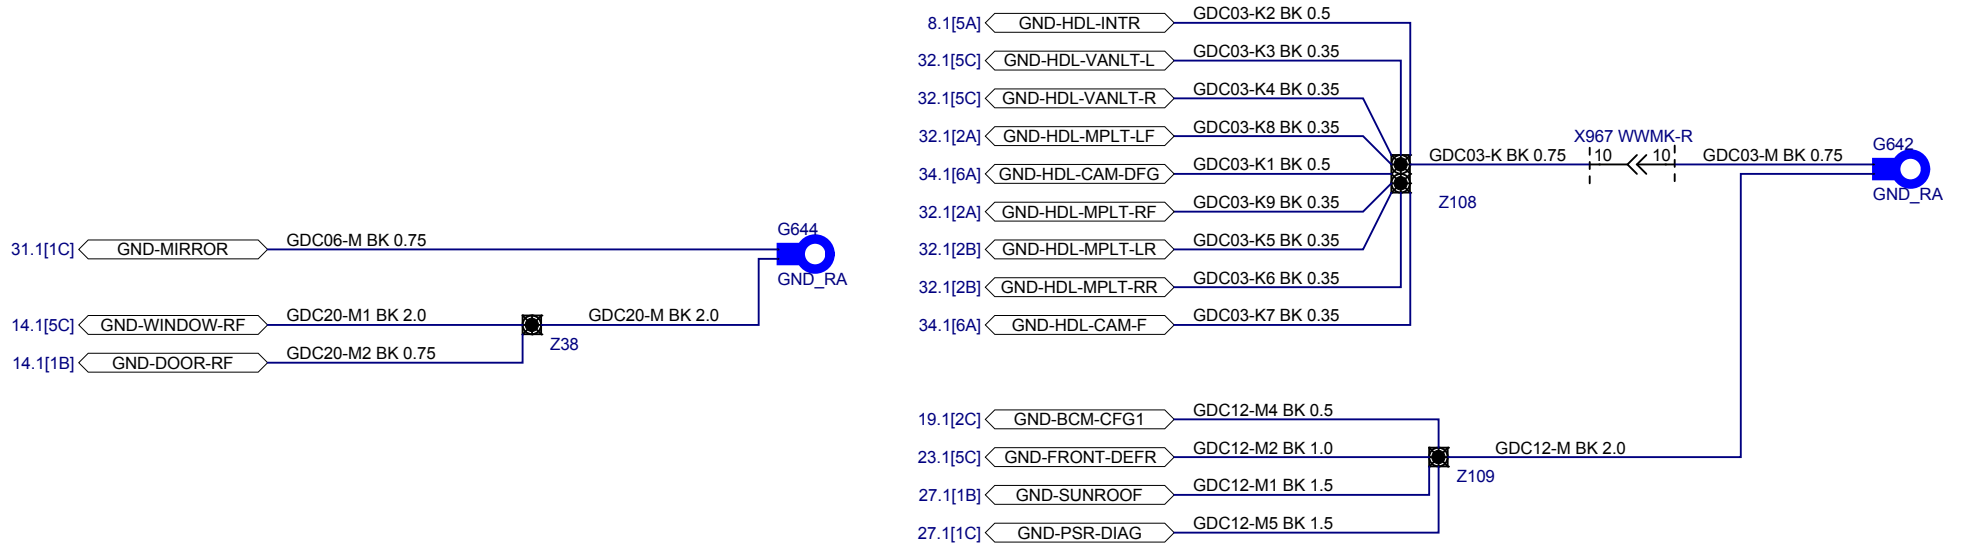 31.1[1C] GND-MIRROR GDC06-M BK 0.75
G644
GND_RA
14.1[5C] GND-WINDOW-RF GDC20-M1 BK 2.0 GDC20-M BK 2.0
Z38
14.1[1B] GND-DOOR-RF GDC20-M2 BK 0.75
8.1[5A] GND-HDL-INTR GDC03-K2 BK 0.5
32.1[5C] GND-HDL-VANLT-L GDC03-K3 BK 0.35
32.1[5C] GND-HDL-VANLT-R GDC03-K4 BK 0.35
32.1[2A] GND-HDL-MPLT-LF GDC03-K8 BK 0.35
34.1[6A] GND-HDL-CAM-DFG GDC03-K1 BK 0.5
32.1[2A] GND-HDL-MPLT-RF GDC03-K9 BK 0.35
32.1[2B] GND-HDL-MPLT-LR GDC03-K5 BK 0.35
32.1[2B] GND-HDL-MPLT-RR GDC03-K6 BK 0.35
34.1[6A] GND-HDL-CAM-F GDC03-K7 BK 0.35
X967 WWMK-R
GDC03-K BK 0.75 10 10 GDC03-M BK 0.75
Z108
G642
GND_RA
19.1[2C] GND-BCM-CFG1 GDC12-M4 BK 0.5
23.1[5C] GND-FRONT-DEFR GDC12-M2 BK 1.0 GDC12-M BK 2.0
Z109
27.1[1B] GND-SUNROOF GDC12-M1 BK 1.5
27.1[1C] GND-PSR-DIAG GDC12-M5 BK 1.5